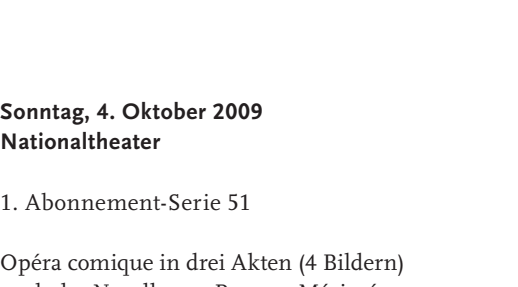 Sonntag, 4. Oktober 2009
Nationaltheater
1. Abonnement-Serie 51
Opéra comique in drei Akten (4 Bildern)